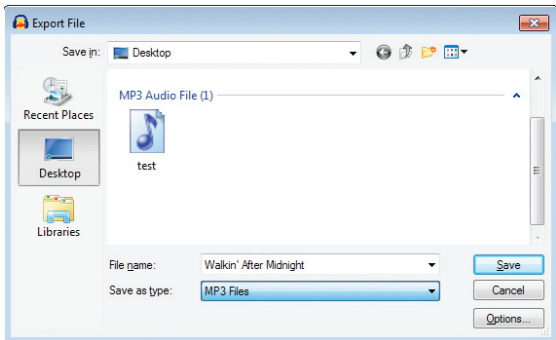 Export File
Save in:
Desktop
Recent Places
Desktop
Libraries
MP3 Audio File (1)
test
File name:
Walkin' After Midnight
Save
Save as type:
MP3 Files
Cancel
Options...